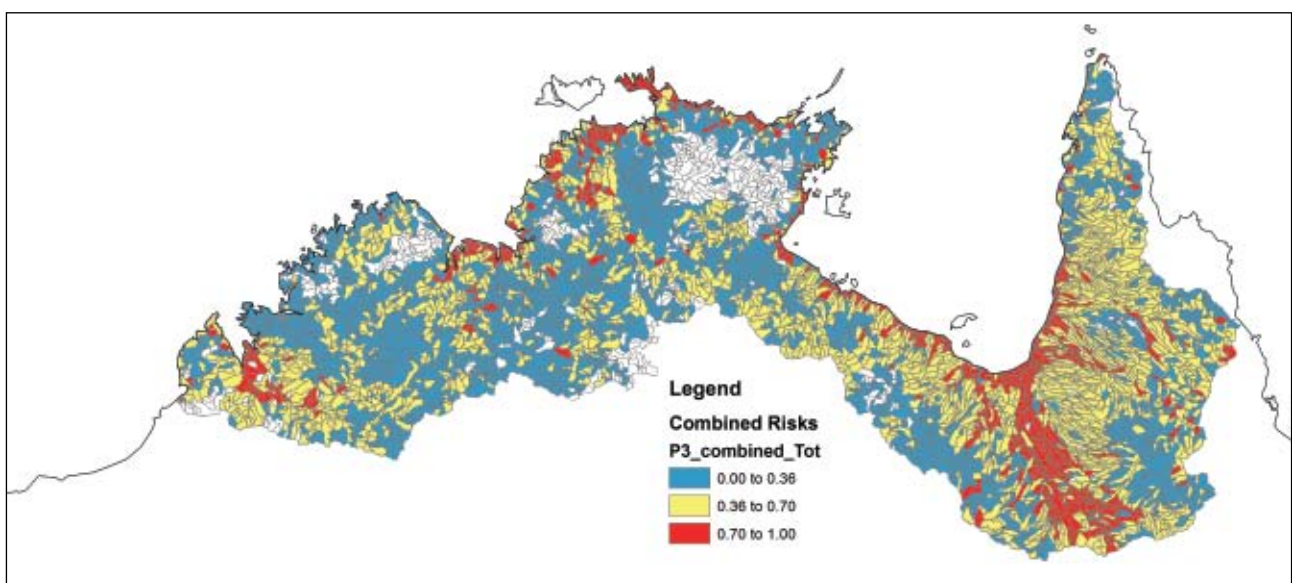 Legend
Combined Risks
P3_combined_Tot
0.00 to 0.36
0.36 to 0.70
0.70 to 1.00